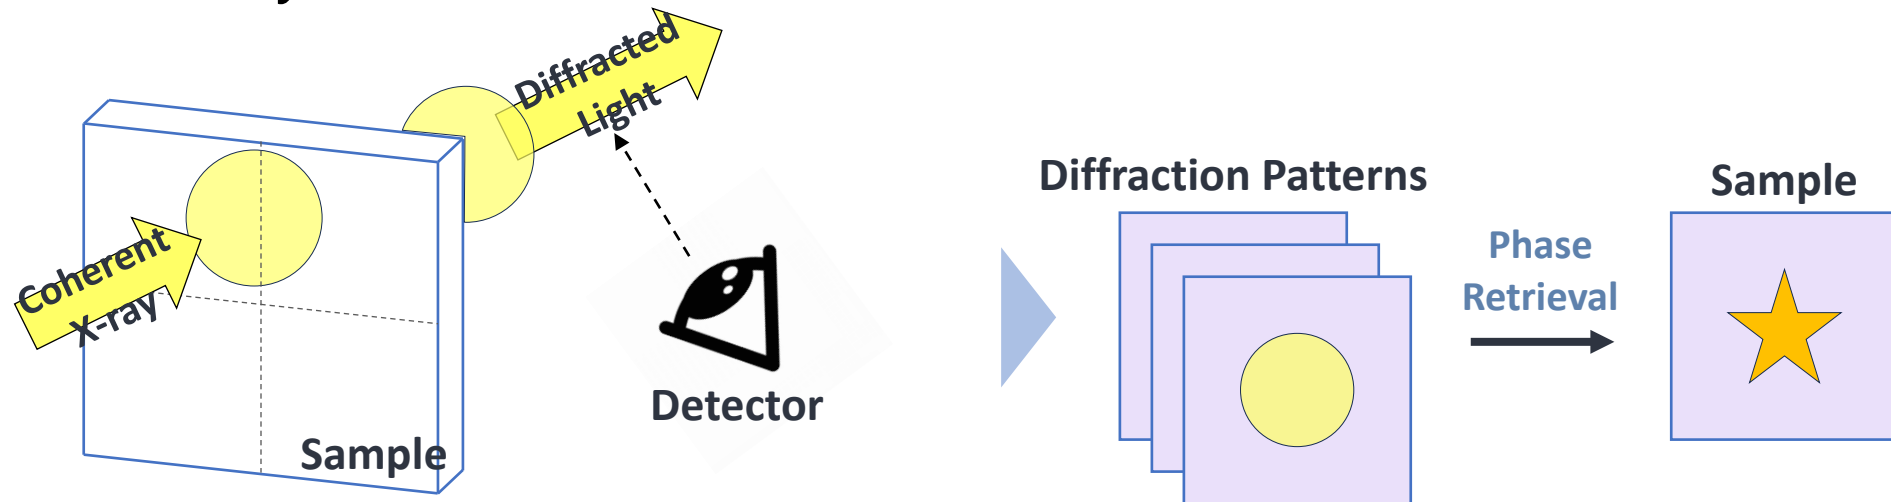 Diffracted
Light
Coherent
X-ray
Sample
Detector
Diffraction Patterns
Phase
Retrieval
Sample